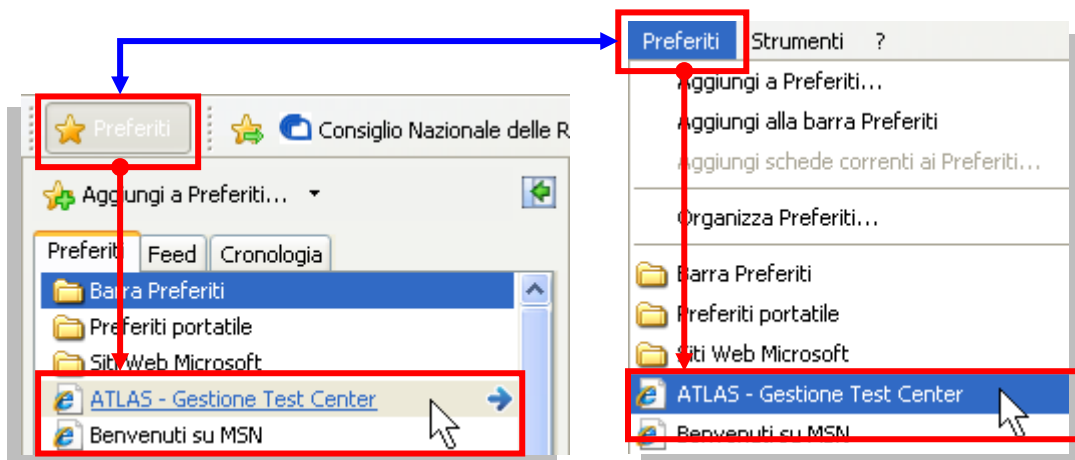 Preferiti
Consiglio Nazionale delle R
Aggiungi a Preferiti...
Preferiti Feed Cronologia
Barra Preferiti
Preferiti portatile
Siti Web Microsoft
ATLAS - Gestione Test Center
Benvenuti su MSN
Preferiti Strumenti ?
Aggiungi a Preferiti...
Aggiungi alla barra Preferiti
Aggiungi schede correnti ai Preferiti...
Organizza Preferiti...
Barra Preferiti
Preferiti portatile
Siti Web Microsoft
ATLAS - Gestione Test Center
Benvenuti su MSN